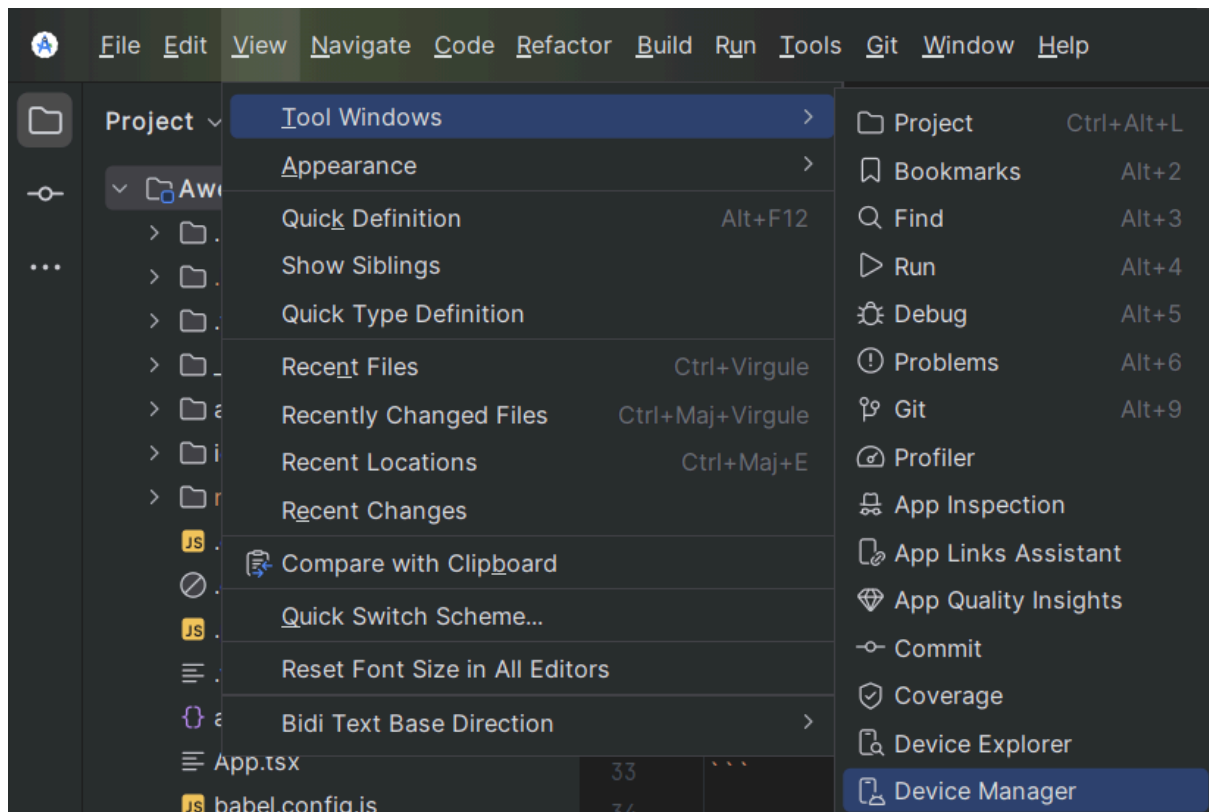 File Edit View Navigate Code Refactor Build Run Tools Git Window Help
Project
Tool Windows
Appearance
Quick Definition Alt+F12
Show Siblings
Quick Type Definition
Recent Files Ctrl+Virgule
Recently Changed Files Ctrl+Maj+Virgule
Recent Locations Ctrl+Maj+E
Recent Changes
Compare with Clipboard
Quick Switch Scheme...
Reset Font Size in All Editors
Bidi Text Base Direction
Project Ctrl+Alt+L
Bookmarks Alt+2
Find Alt+3
Run Alt+4
Debug Alt+5
Problems Alt+6
Git Alt+9
Profiler
App Inspection
App Links Assistant
App Quality Insights
Commit
Coverage
Device Explorer
Device Manager
JS
JS
App.tsx
JS babel.config.js
33 ```
34